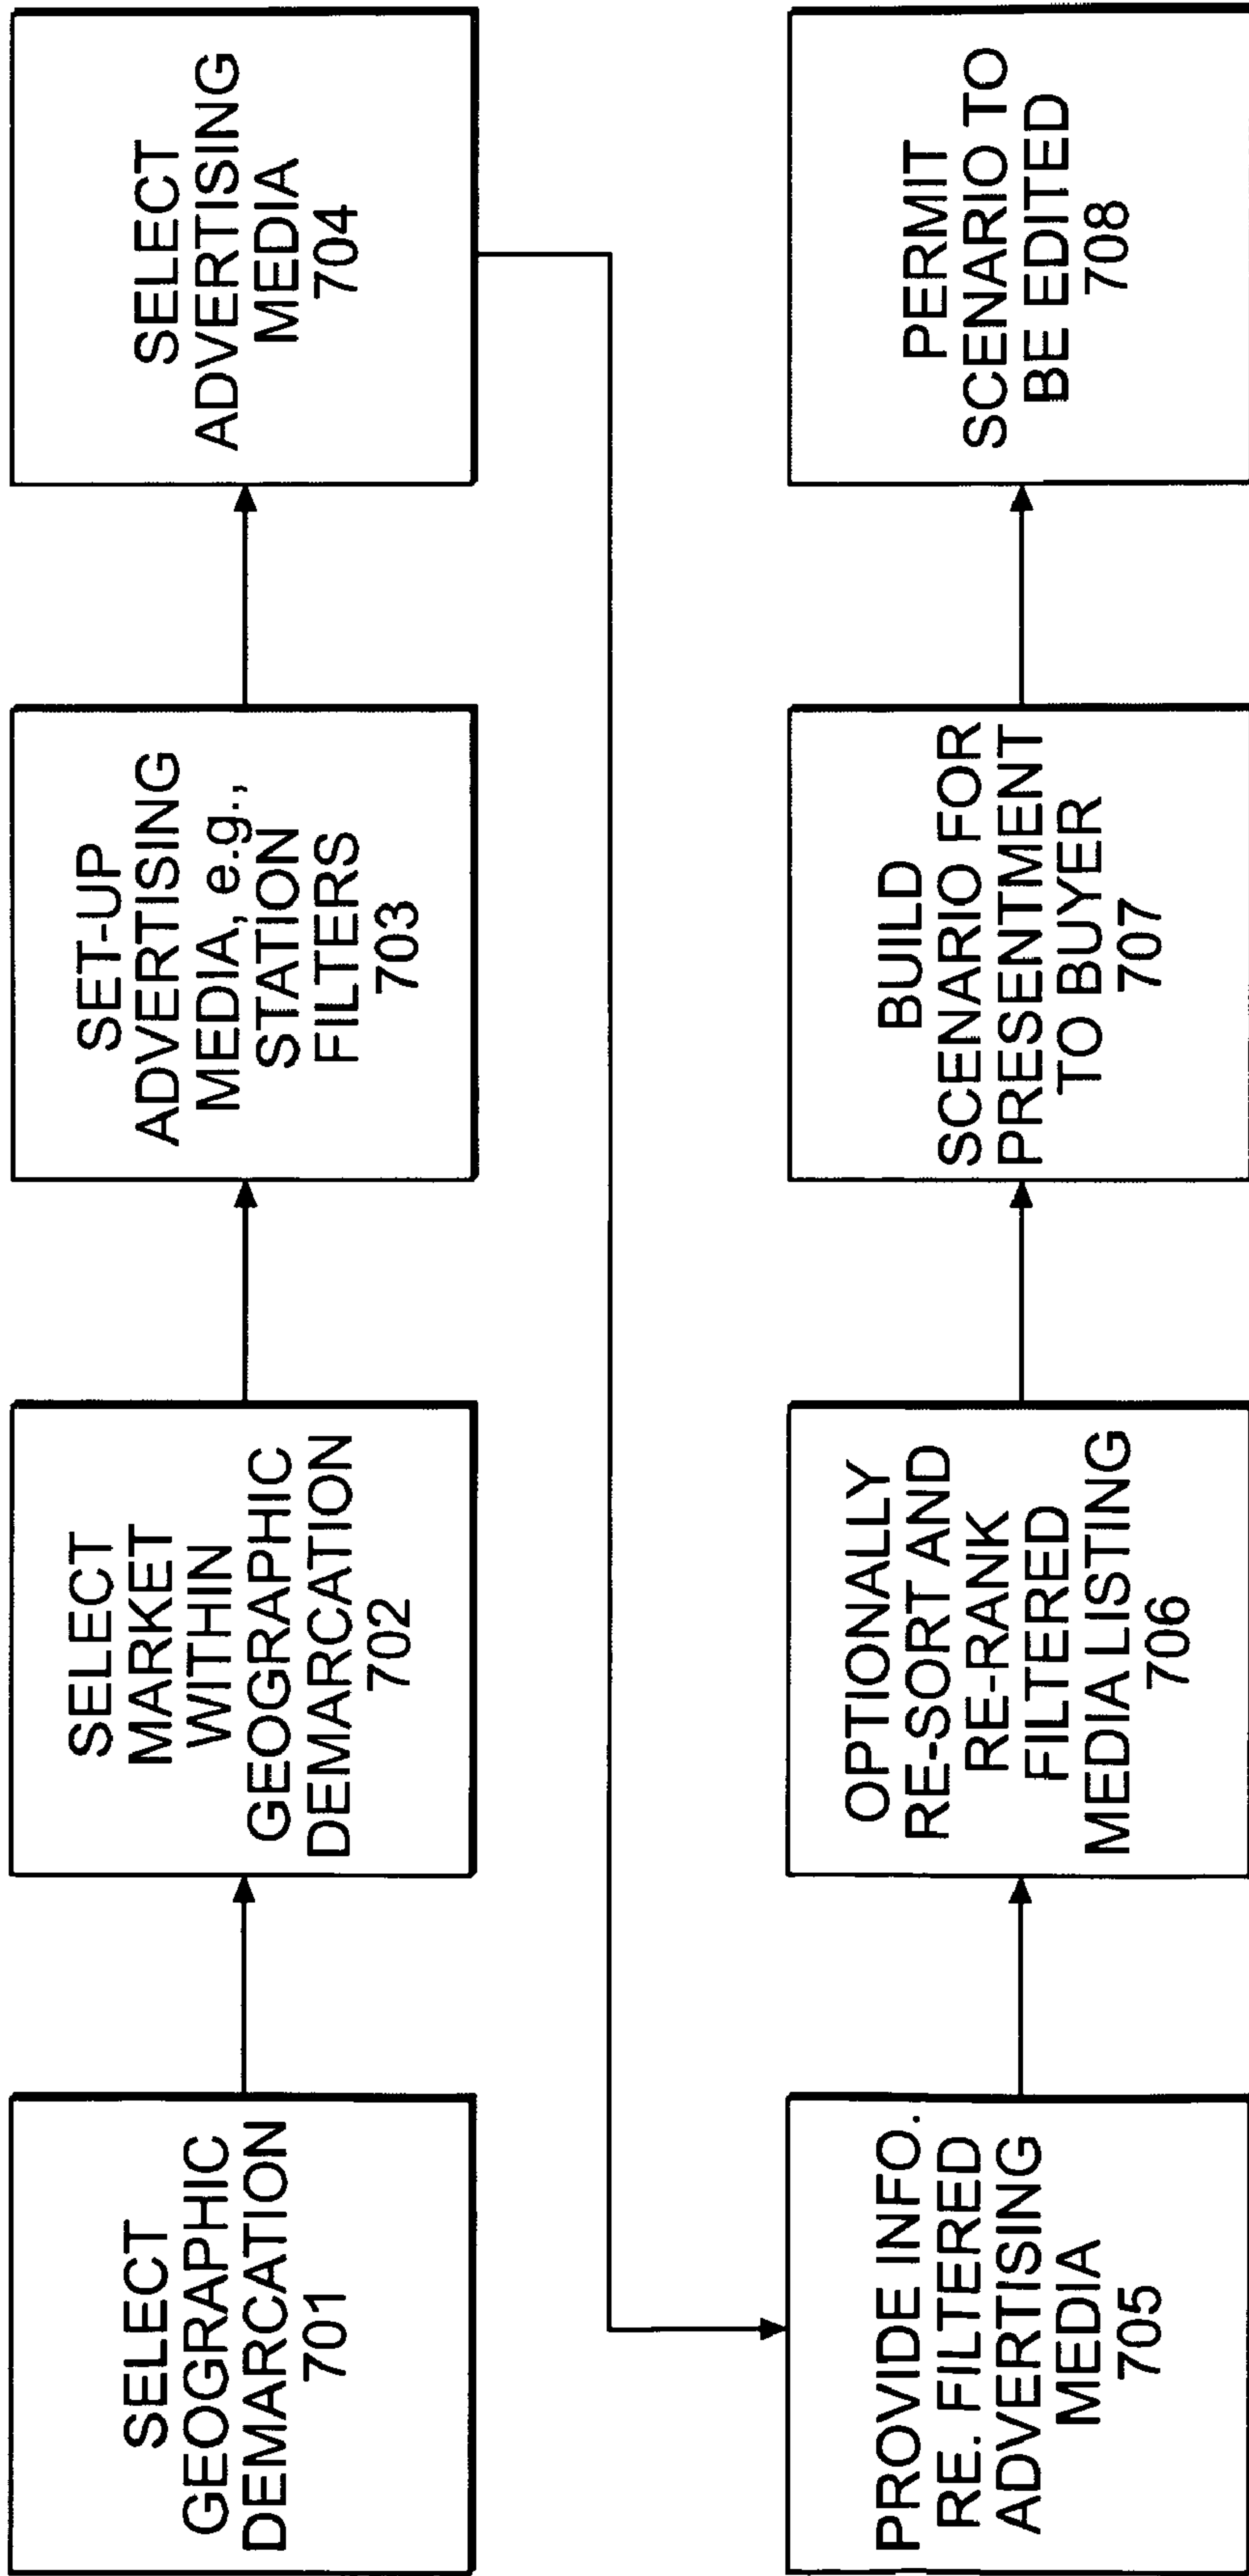 SELECT
GEOGRAPHIC
DEMARCATION
701
SELECT
MARKET
WITHIN
GEOGRAPHIC
DEMARCATION
702
SET-UP
ADVERTISING
MEDIA, e.g.,
STATION
FILTERS
703
SELECT
ADVERTISING
MEDIA
704
PROVIDE INFO.
RE. FILTERED
ADVERTISING
MEDIA
705
OPTIONALLY
RE-SORT AND
RE-RANK
FILTERED
MEDIA LISTING
706
BUILD
SCENARIO FOR
PRESENTMENT
TO BUYER
707
PERMIT
SCENARIO TO
BE EDITED
708